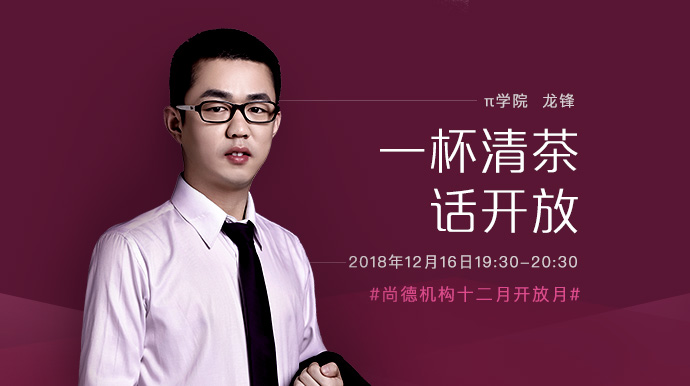 π学院 龙锋
一杯清茶
话开放
2018年12月16日19:30-20:30
#尚德机构十二月开放月#